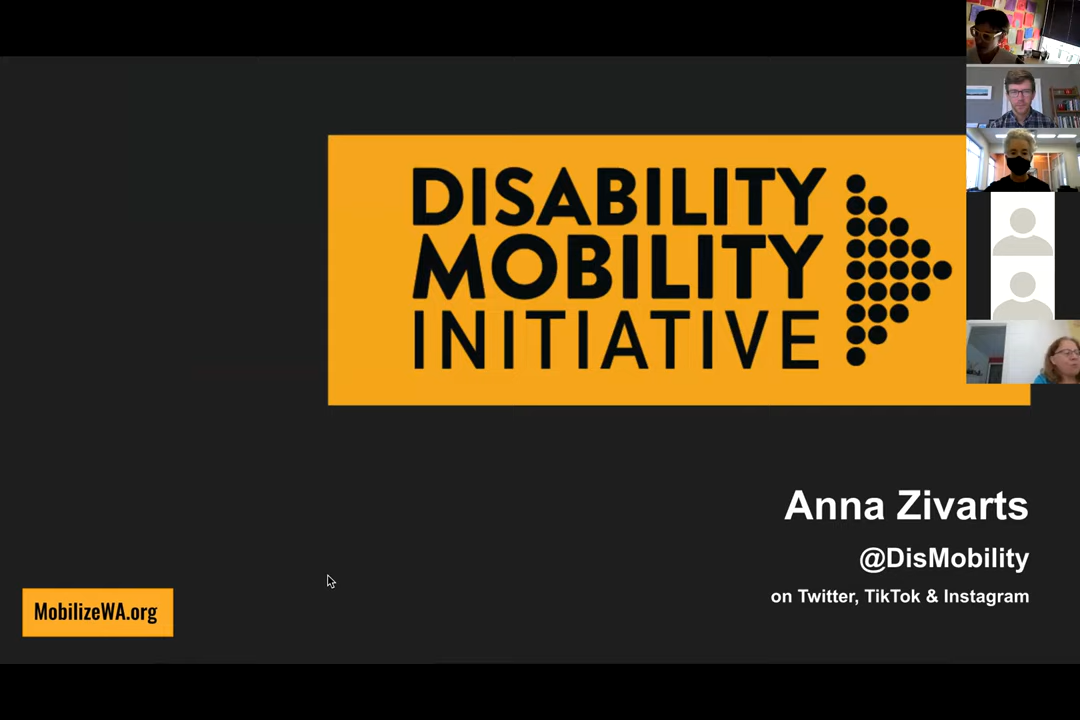 DISABILITY
MOBILITY
INITIATIVE
Anna Zivarts
@DisMobility
on Twitter, TikTok & Instagram
MobilizeWA.org